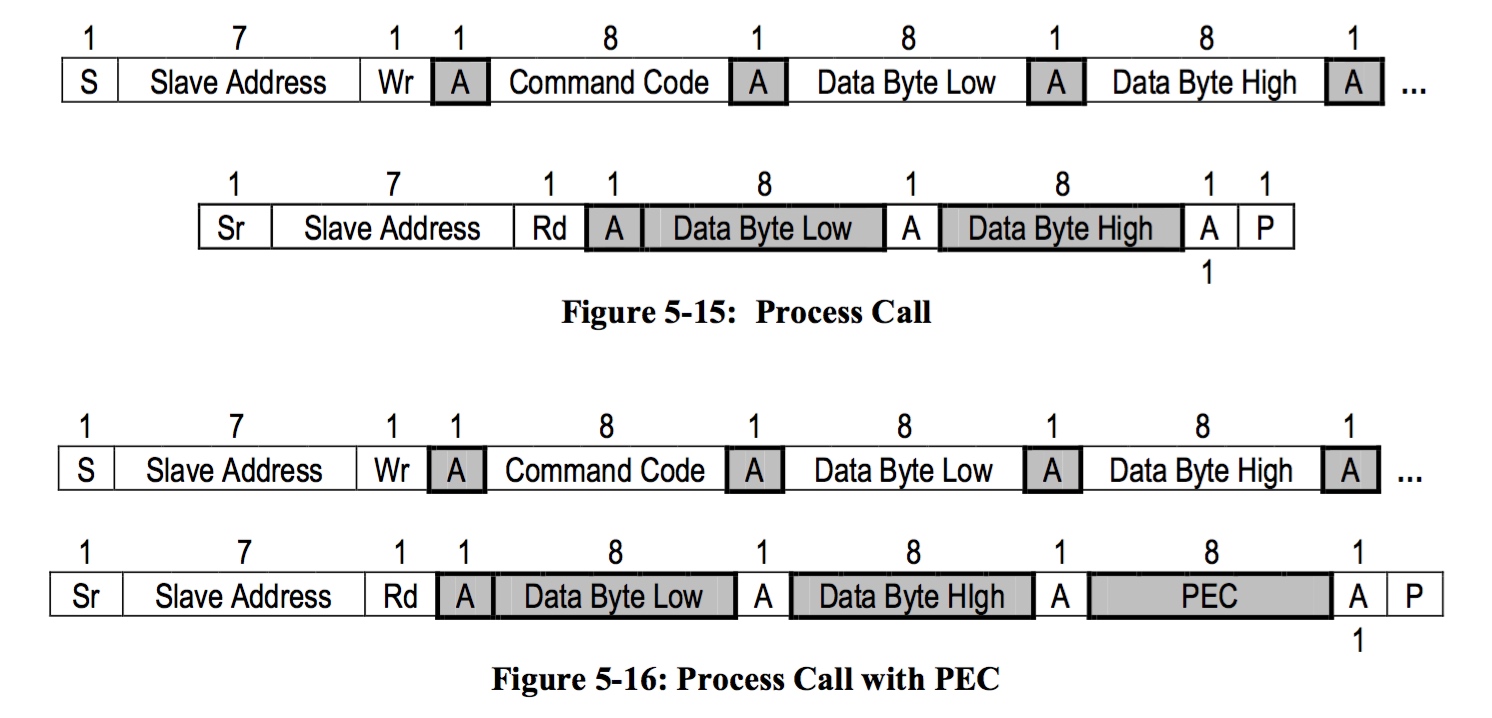 1 7 1 1 8 1 8 1 8 1
S Slave Address Wr A Command Code A Data Byte Low A Data Byte High A ...
1 7 1 1 8 1 8 1 1
Sr Slave Address Rd A Data Byte Low A Data Byte High A P
1
Figure 5-15: Process Call
1 7 1 1 8 1 8 1 8 1
S Slave Address Wr A Command Code A Data Byte Low A Data Byte High A ...
1 7 1 1 8 1 8 1 8 1
Sr Slave Address Rd A Data Byte Low A Data Byte HIgh A PEC A P
1
Figure 5-16: Process Call with PEC